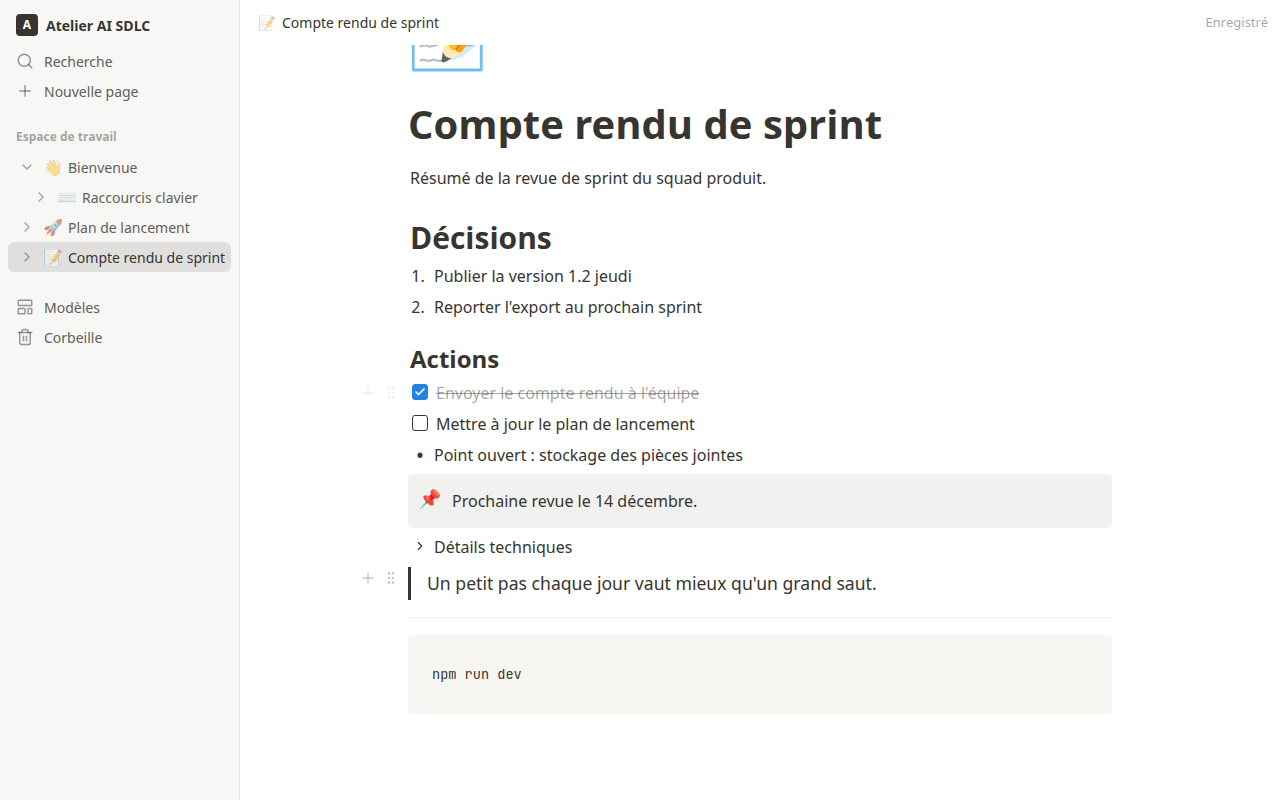 A Atelier AI SDLC
Recherche
Nouvelle page
Espace de travail
Bienvenue
Raccourcis clavier
Plan de lancement
Compte rendu de sprint
Modèles
Corbeille
Compte rendu de sprint
Enregistré
Compte rendu de sprint
Résumé de la revue de sprint du squad produit.
Décisions
1. Publier la version 1.2 jeudi
2. Reporter l'export au prochain sprint
Actions
Envoyer le compte rendu à l'équipe
Mettre à jour le plan de lancement
• Point ouvert : stockage des pièces jointes
Prochaine revue le 14 décembre.
Détails techniques
Un petit pas chaque jour vaut mieux qu'un grand saut.
npm run dev